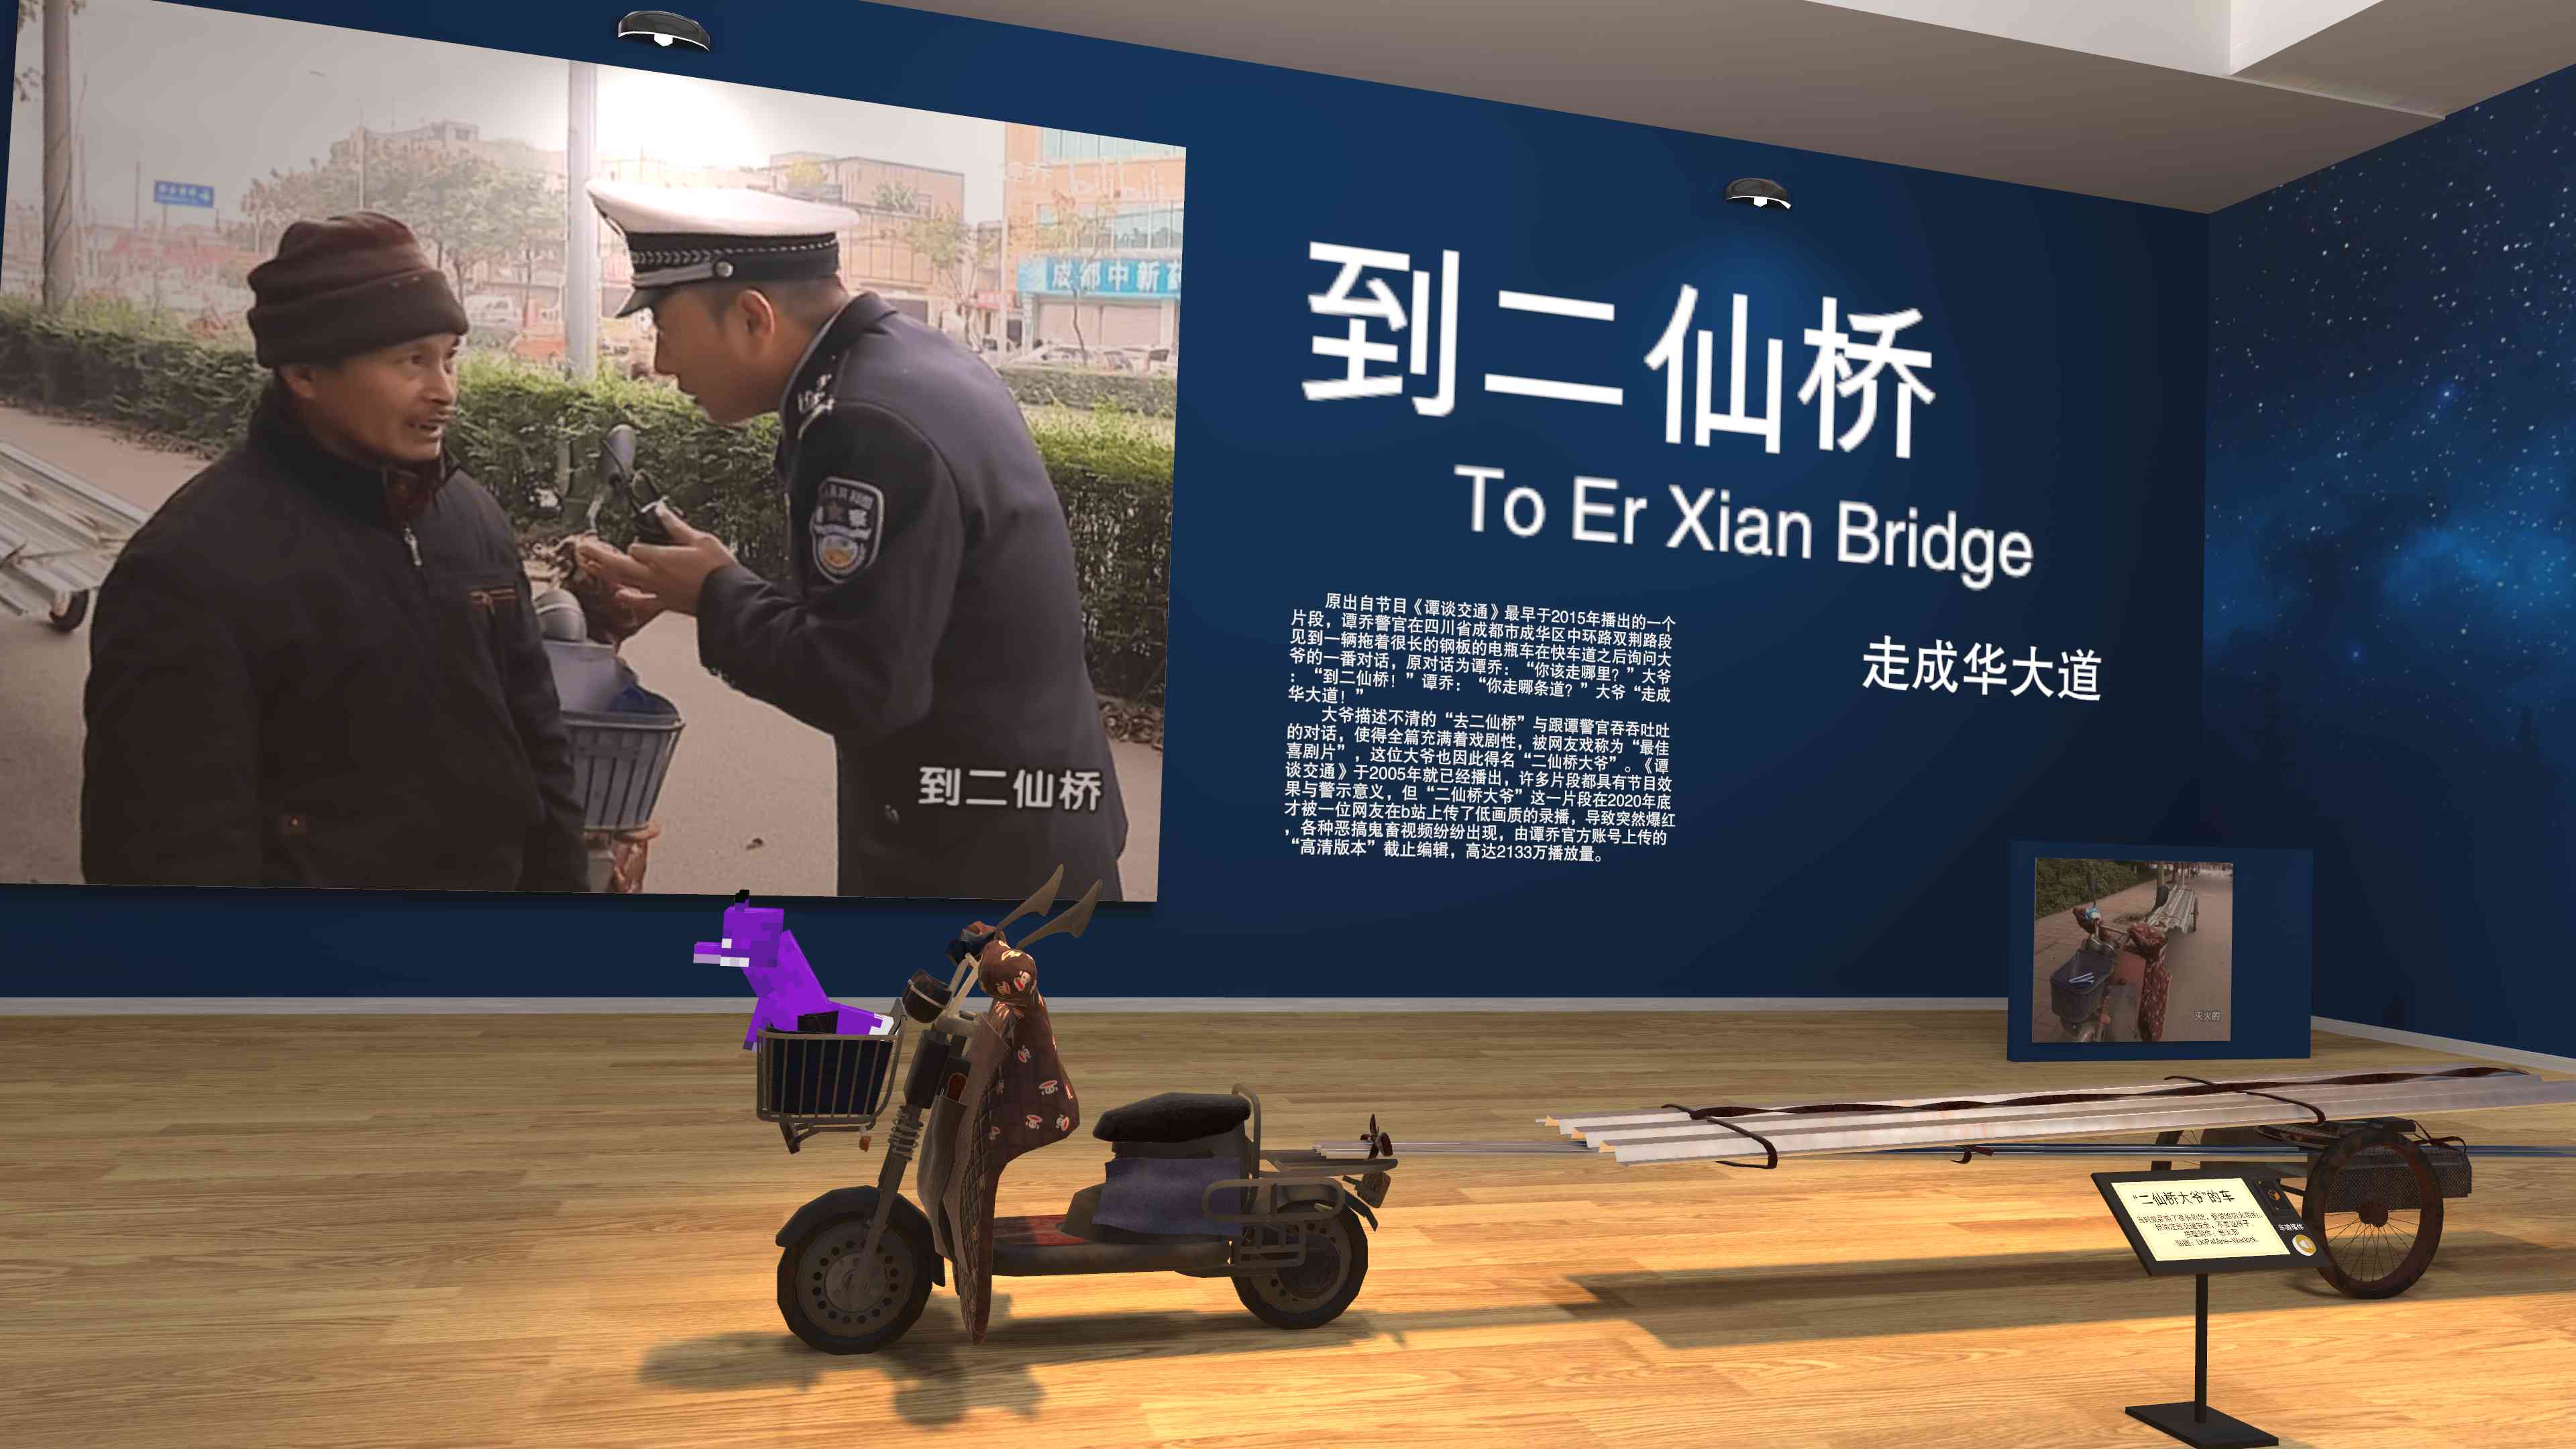 成都中新
到二仙桥
到二仙桥
To Er Xian Bridge
走成华大道
原出自节目《谭谈交通》最早于2015年播出的一个
片段，谭乔警官在四川省成都市成华区中环路双荆路段
见到一辆拖着很长的钢板的电瓶车在快车道之后询问大
爷的一番对话，原对话为谭乔：“你该走哪里？”大爷
：“到二仙桥！”谭乔：“你走哪条道？”大爷“走成
华大道！”
大爷描述不清的“去二仙桥”与跟谭警官吞吞吐吐
的对话，使得全篇充满着戏剧性，被网友戏称为“最佳
喜剧片”，这位大爷也因此得名“二仙桥大爷”。《谭
谈交通》于2005年就已经播出，许多片段都具有节目效
果与警示意义，但“二仙桥大爷”这一片段在2020年底
才被一位网友在b站上传了低画质的录播，导致突然爆红
，各种恶搞鬼畜视频纷纷出现，由谭乔官方账号上传的
“高清版本”截止编辑，高达2133万播放量。
灭火的
“二仙桥大爷”的车